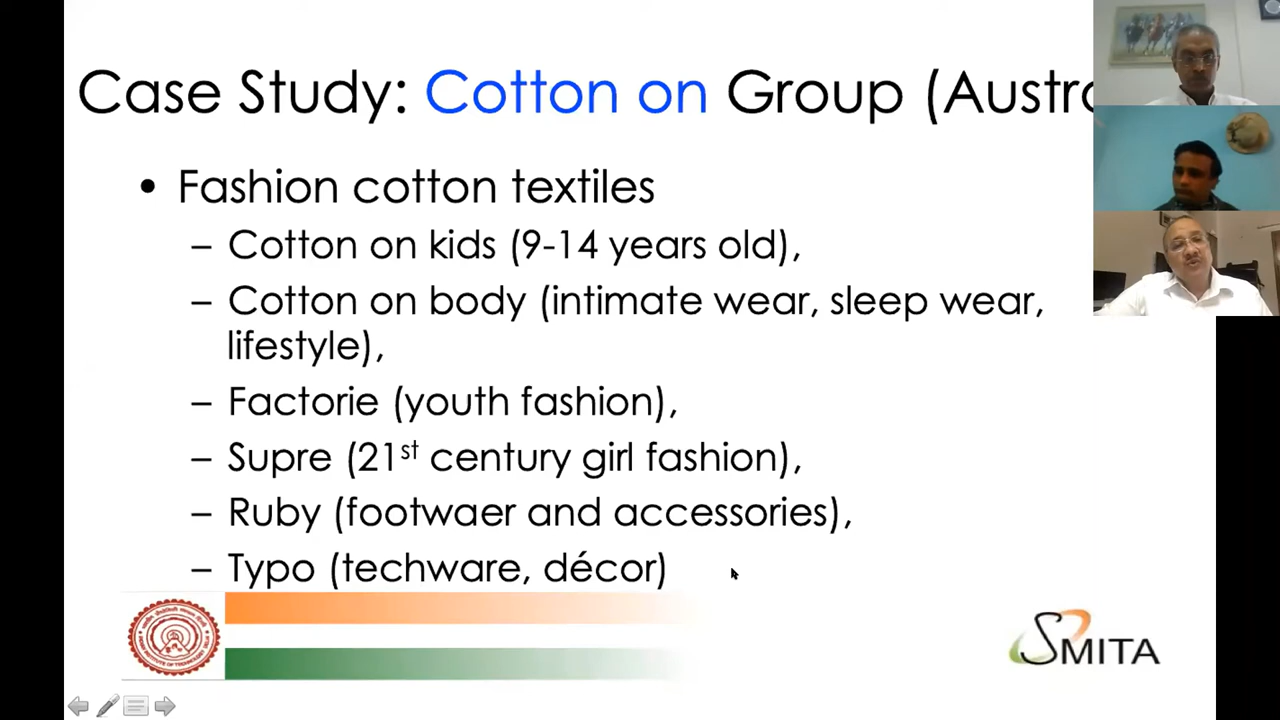 Case Study: Cotton on Group (Austra
• Fashion cotton textiles
– Cotton on kids (9-14 years old),
– Cotton on body (intimate wear, sleep wear,
lifestyle),
– Factorie (youth fashion),
– Supre (21st century girl fashion),
– Ruby (footwaer and accessories),
– Typo (techware, décor)
SMITA